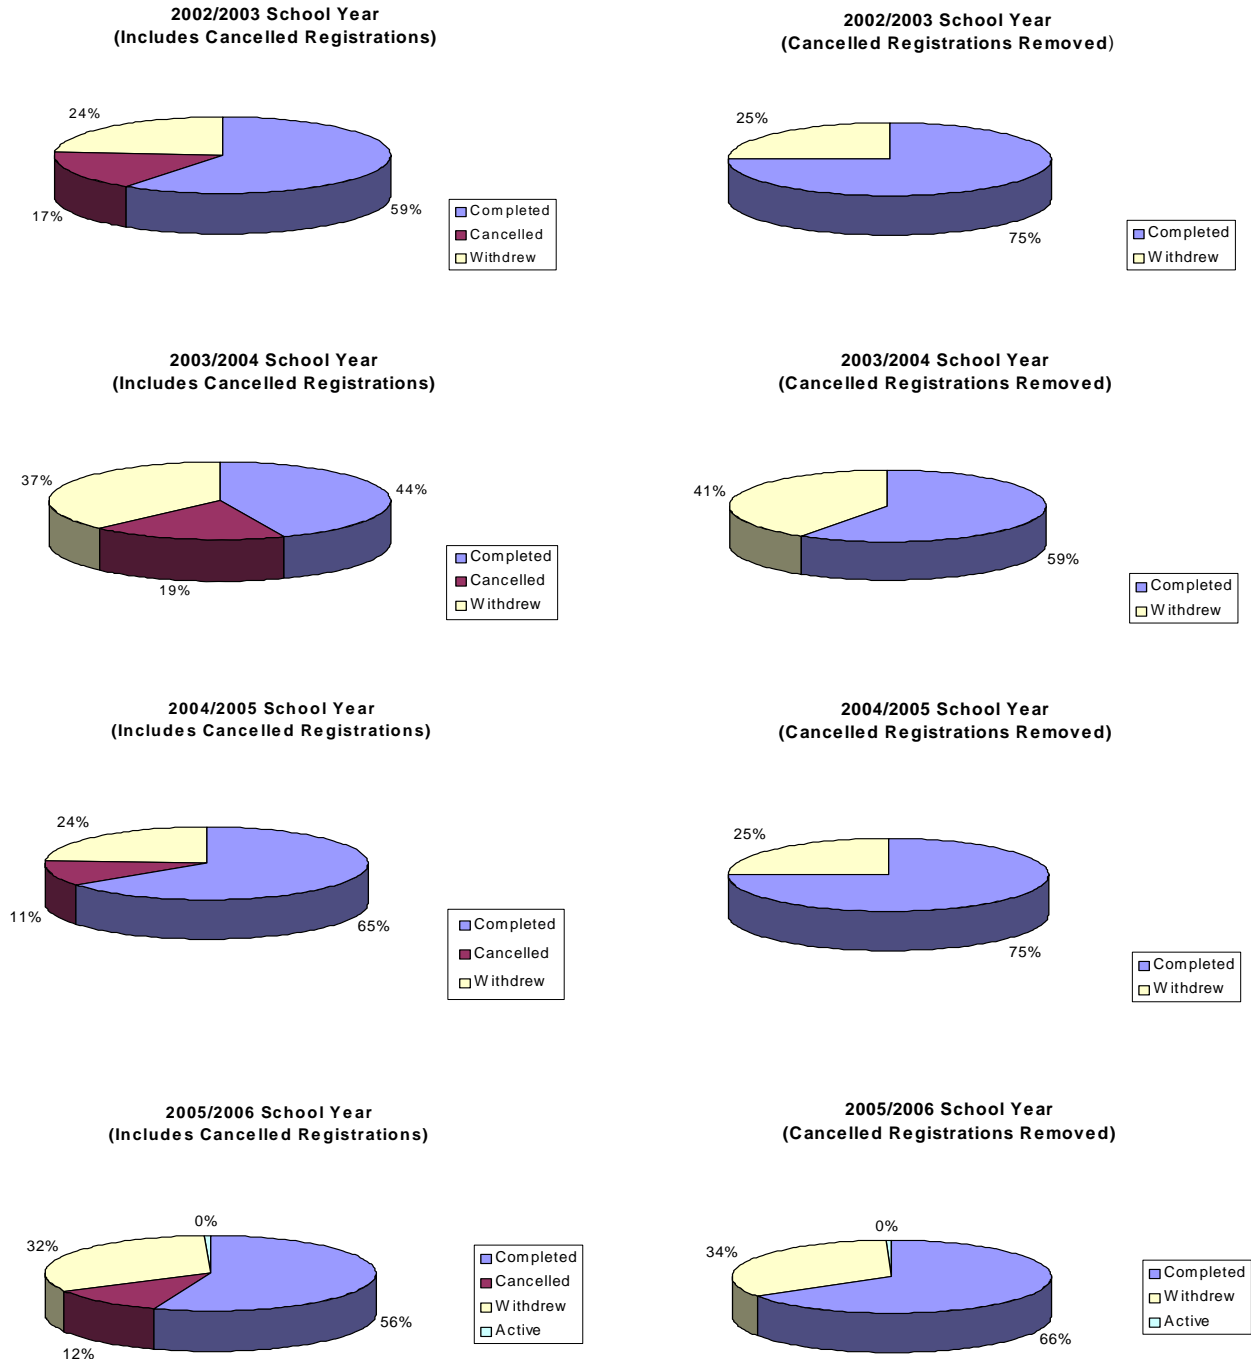 2002/2003 School Year
(Includes Cancelled Registrations)
24%
17%
59%
Completed
Cancelled
Withdrew
2002/2003 School Year
(Cancelled Registrations Removed)
25%
75%
Completed
Withdrew
2003/2004 School Year
(Includes Cancelled Registrations)
37%
44%
19%
Completed
Cancelled
Withdrew
2003/2004 School Year
(Cancelled Registrations Removed)
41%
59%
Completed
Withdrew
2004/2005 School Year
(Includes Cancelled Registrations)
24%
11%
65%
Completed
Cancelled
Withdrew
2004/2005 School Year
(Cancelled Registrations Removed)
25%
75%
Completed
Withdrew
2005/2006 School Year
(Includes Cancelled Registrations)
0%
32%
12%
56%
Completed
Cancelled
Withdrew
Active
2005/2006 School Year
(Cancelled Registrations Removed)
0%
34%
66%
Completed
Withdrew
Active